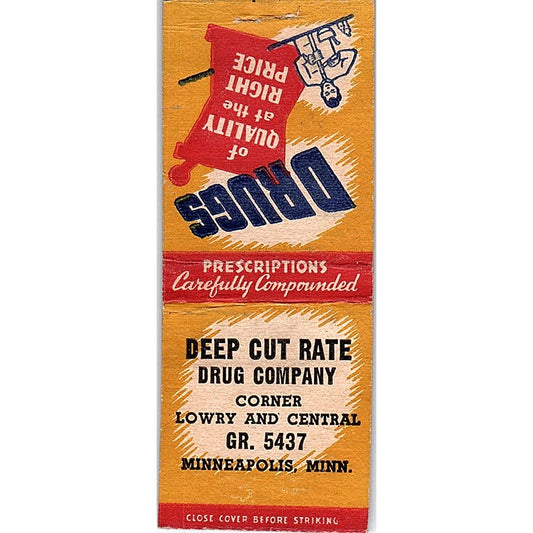 DRUGS
of
QUALITY
at the
RIGHT
PRICE
PRESCRIPTIONS
Carefully Compounded
DEEP CUT RATE
DRUG COMPANY
CORNER
LOWRY AND CENTRAL
GR. 5437
MINNEAPOLIS, MINN.
CLOSE COVER BEFORE STRIKING